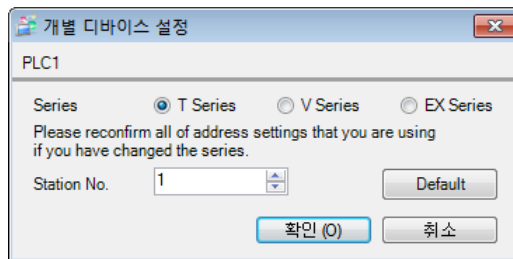 개별 디바이스 설정
PLC1
Series T Series V Series EX Series
Please reconfirm all of address settings that you are using
if you have changed the series.
Station No. 1 Default
확인 (O) 취소